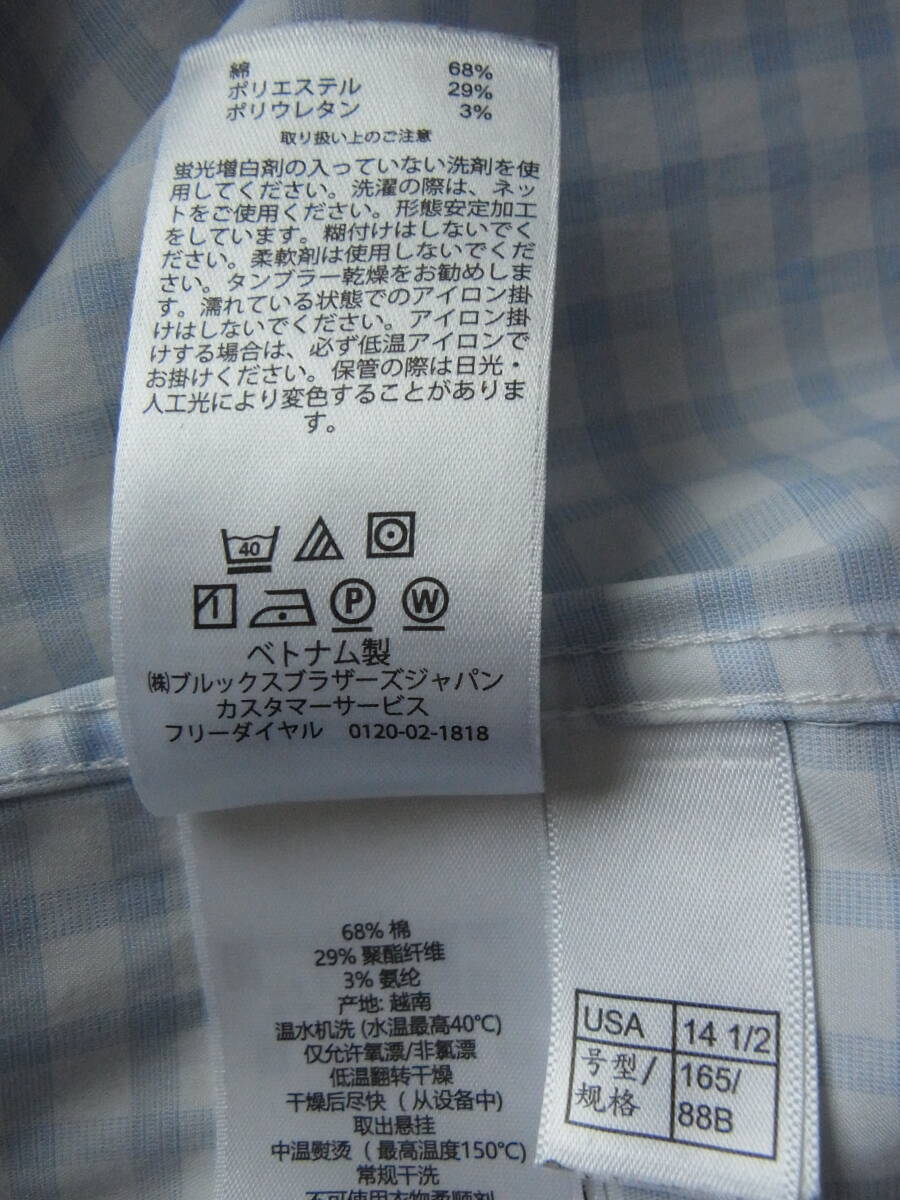 綿 68%
ポリエステル 29%
ポリウレタン 3%
取り扱い上のご注意
蛍光増白剤の入っていない洗剤を使
用してください。洗濯の際は、ネッ
トをご使用ください。形態安定加工
をしています。糊付けはしないでく
ださい。柔軟剤は使用しないでくだ
さい。タンブラー乾燥をお勧めしま
す。濡れている状態でのアイロン掛
けはしないでください。アイロン掛
けする場合は、必ず低温アイロンで
お掛けください。保管の際は日光・
人工光により変色することがありま
す。
40
P W
ベトナム製
㈱ブルックスブラザーズジャパン
カスタマーサービス
フリーダイヤル 0120-02-1818
68% 棉
29% 聚酯纤维
3% 氨纶
产地: 越南
温水机洗 (水温最高40°C)
仅允许氧漂/非氯漂
低温翻转干燥
干燥后尽快 ( 从设备中)
取出悬挂
中温熨烫 ( 最高温度150°C)
常规干洗
不可使用衣物柔顺剂
USA 14 1/2
号型/ 165/
规格 88B